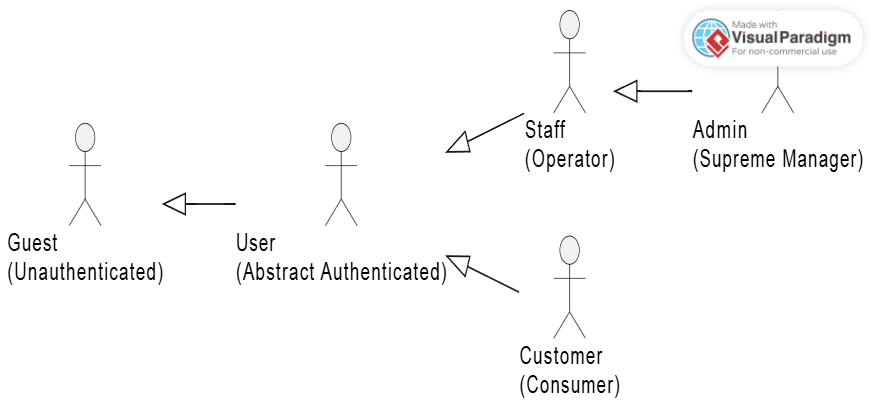 Made with
Visual Paradigm
For non-commercial use
Staff
(Operator)
Admin
(Supreme Manager)
Guest
(Unauthenticated)
User
(Abstract Authenticated)
Customer
(Consumer)